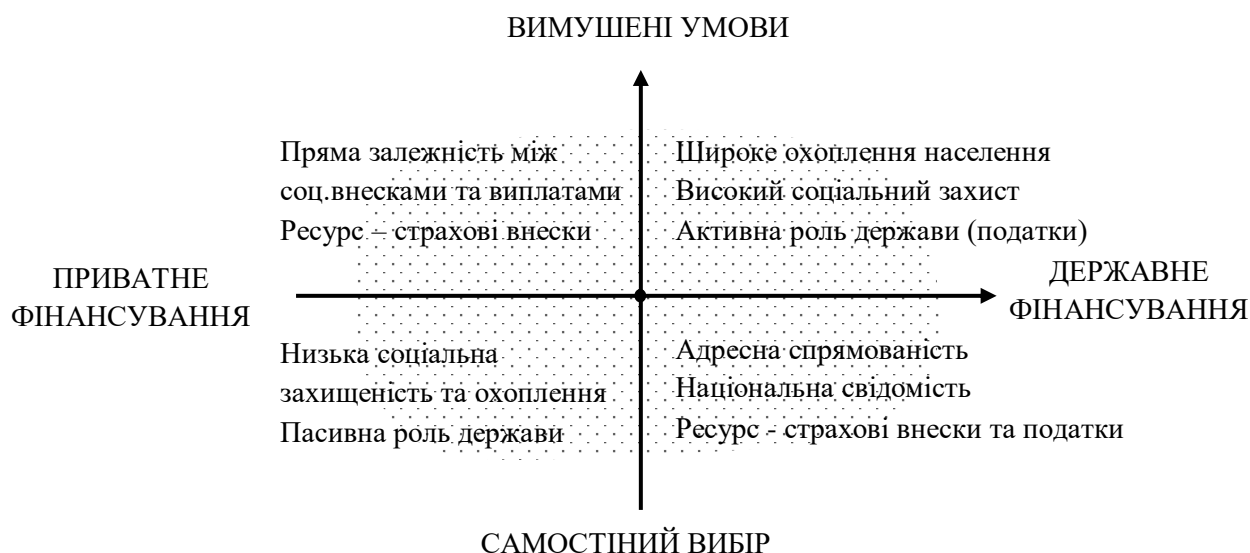 ВИМУШЕНІ УМОВИ
Пряма залежність між
соц.внесками та виплатами
Ресурс – страхові внески
Широке охоплення населення
Високий соціальний захист
Активна роль держави (податки)
ПРИВАТНЕ
ФІНАНСУВАННЯ
ДЕРЖАВНЕ
ФІНАНСУВАННЯ
Низька соціальна
захищеність та охоплення
Пасивна роль держави
Адресна спрямованість
Національна свідомість
Ресурс - страхові внески та податки
САМОСТІНИЙ ВИБІР